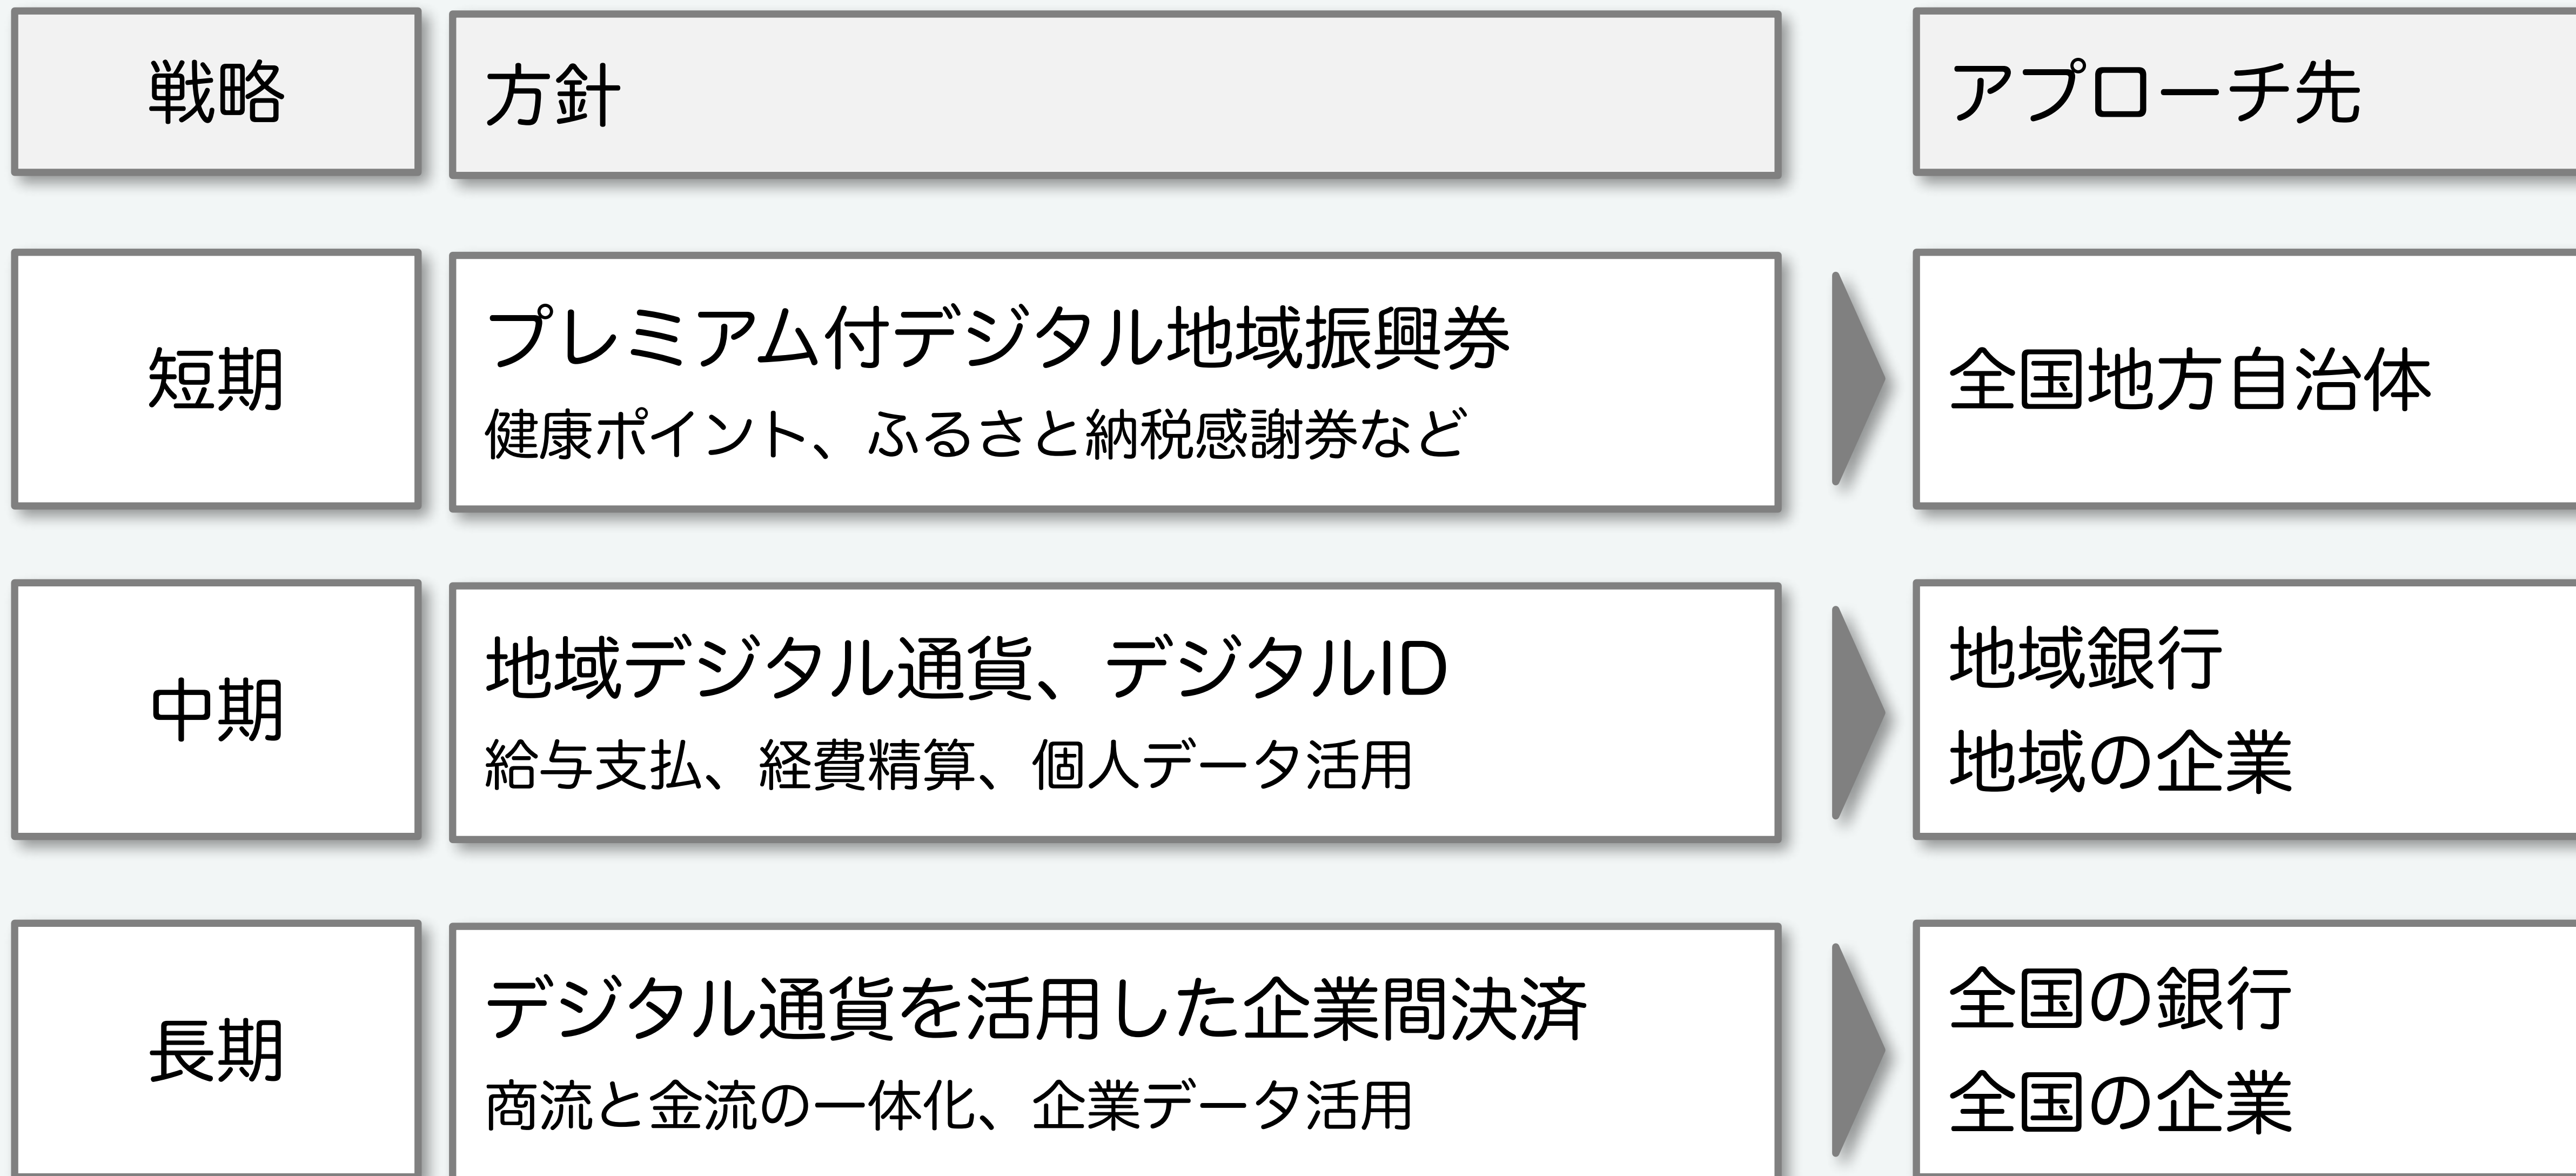 戦略
方針
アプローチ先
短期
プレミアム付デジタル地域振興券
健康ポイント、ふるさと納税感謝券など
全国地方自治体
中期
地域デジタル通貨、デジタルID
給与支払、経費精算、個人データ活用
地域銀行
地域の企業
長期
デジタル通貨を活用した企業間決済
商流と金流の一体化、企業データ活用
全国の銀行
全国の企業